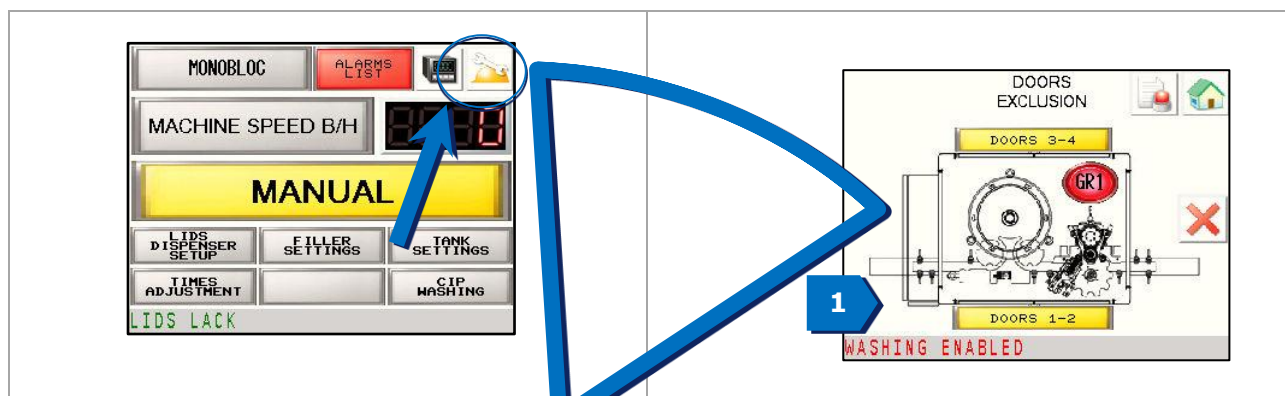 MONOBLOC
ALARMS
LIST
MACHINE SPEED B/H
MANUAL
LIDS
DISPENSER
SETUP
FILLER
SETTINGS
TANK
SETTINGS
TIMES
ADJUSTMENT
CIP
WASHING
LIDS LACK
DOORS
EXCLUSION
DOORS 3-4
GR1
1
DOORS 1-2
WASHING ENABLED